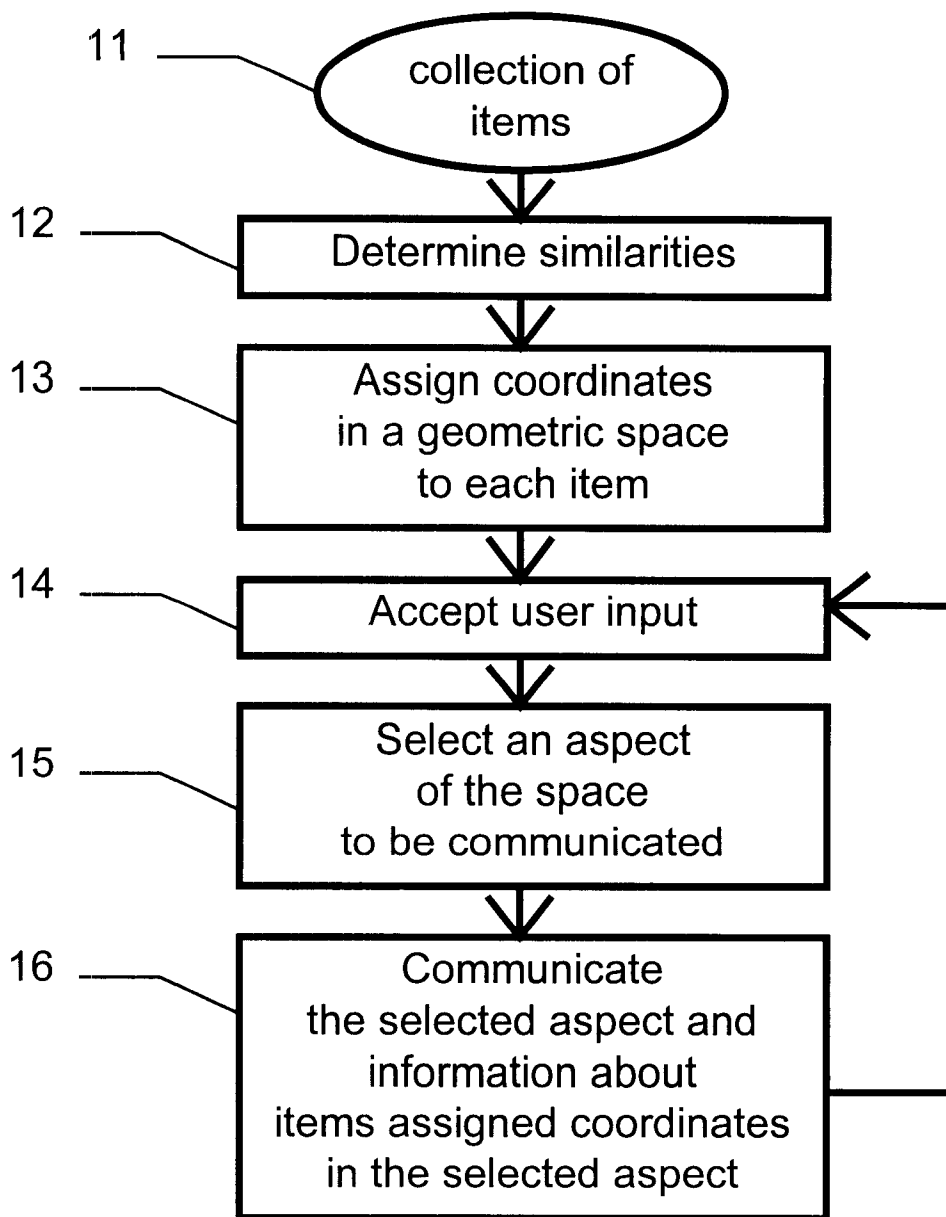 11
collection of
items
12
Determine similarities
13
Assign coordinates
in a geometric space
to each item
14
Accept user input
15
Select an aspect
of the space
to be communicated
16
Communicate
the selected aspect and
information about
items assigned coordinates
in the selected aspect